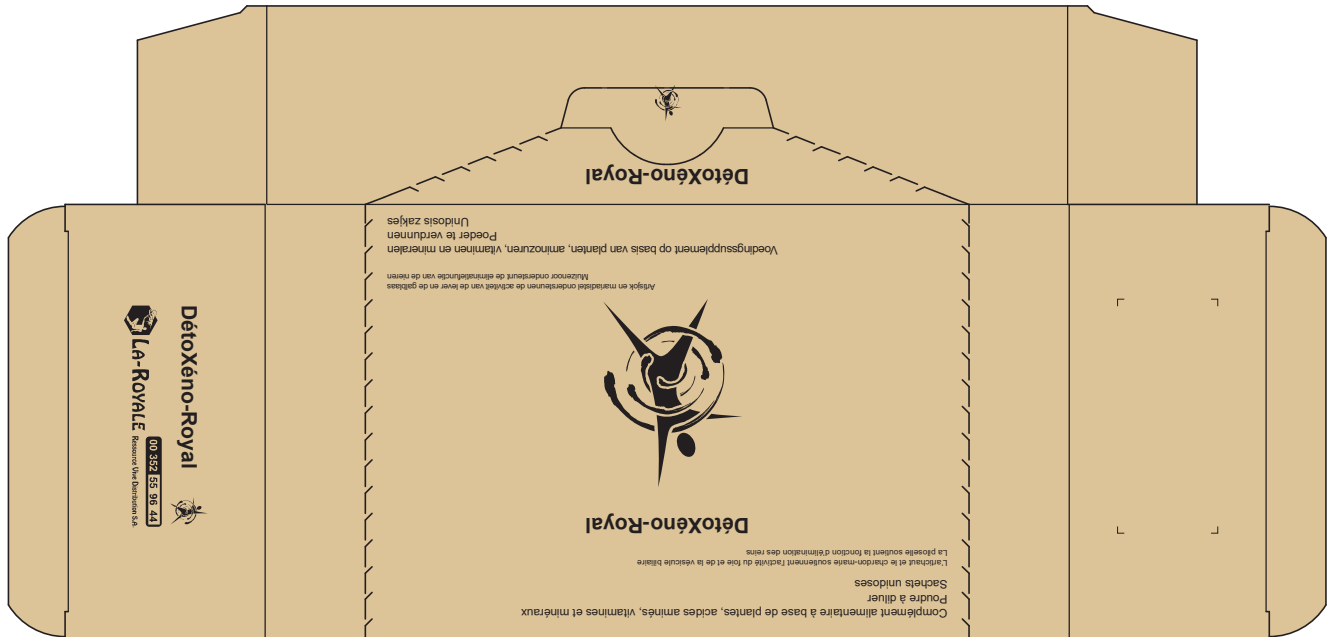 Complément alimentaire à base de plantes, acides aminés, vitamines et minéraux
Poudre à diluer
Sachets unidoses
L'artichaut et le chardon-marie soutiennent l'activité du foie et de la vésicule biliaire
La piloselle soutient la fonction d'élimination des reins
DétoXéno-Royal
Artisjok en mariadistel ondersteunen de activiteit van de lever en de galblaas
Muizenoor ondersteunt de eliminatiefunctie van de nieren
Voedingssupplement op basis van planten, aminozuren, vitaminen en mineralen
Poeder te verdunnen
Unidosis zakjes
DétoXéno-Royal
DétoXéno-Royal
LA-ROYALE
00 352 55 96 44
Ressource Vive Distribution S.A.